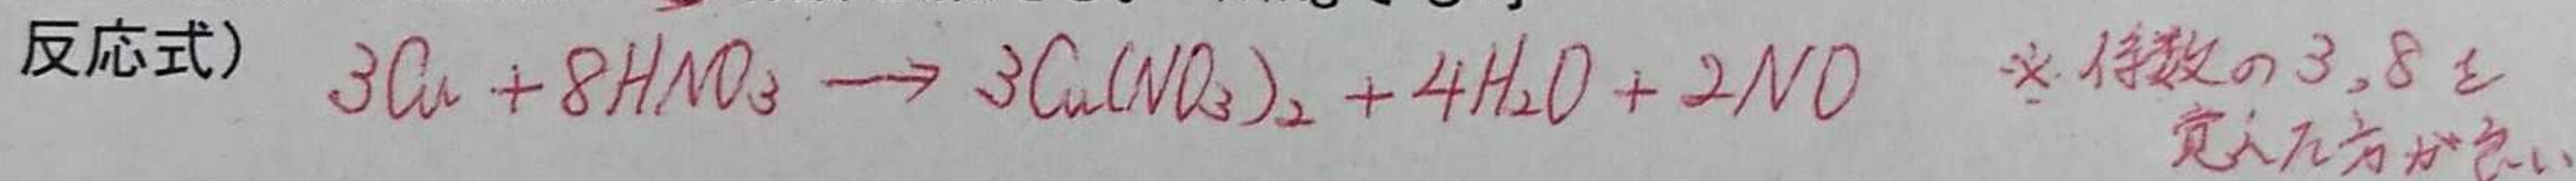 反応式) 3Cu + 8HNO₃ → 3Cu(NO₃)₂ + 4H₂O + 2NO ※係数の3,8を
覚えた方が良い